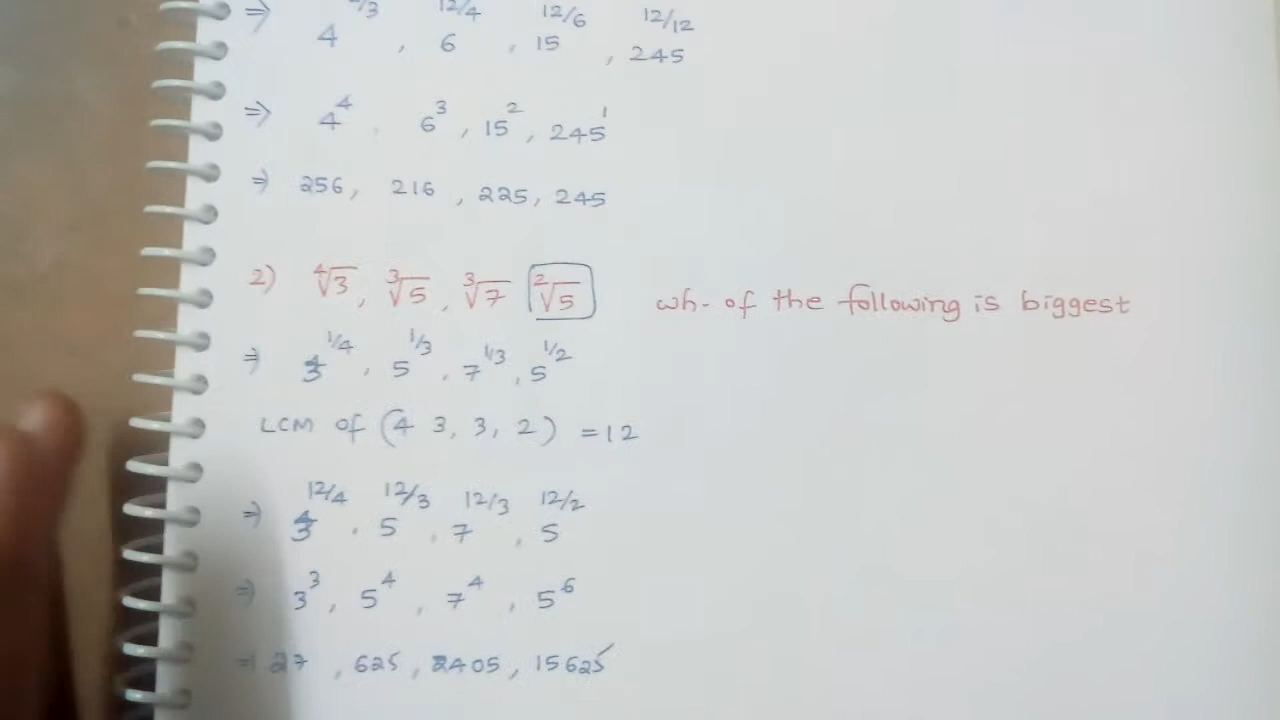 ⇒ 4^{/3} , 6^{12/4} , 15^{12/6} , 245^{12/12}
⇒ 4^4 , 6^3 , 15^2 , 245^1
⇒ 256, 216 , 225, 245
2) ∜3, ∛5, ∛7 ²√5 wh- of the following is biggest
⇒ 3^{1/4} , 5^{1/3} , 7^{1/3} , 5^{1/2}
LCM of (4 3, 3, 2) = 12
⇒ 3^{12/4} , 5^{12/3} , 7^{12/3} , 5^{12/2}
⇒ 3^3 , 5^4 , 7^4 , 5^6
⇒ 27 , 625 , 2405 , 15625